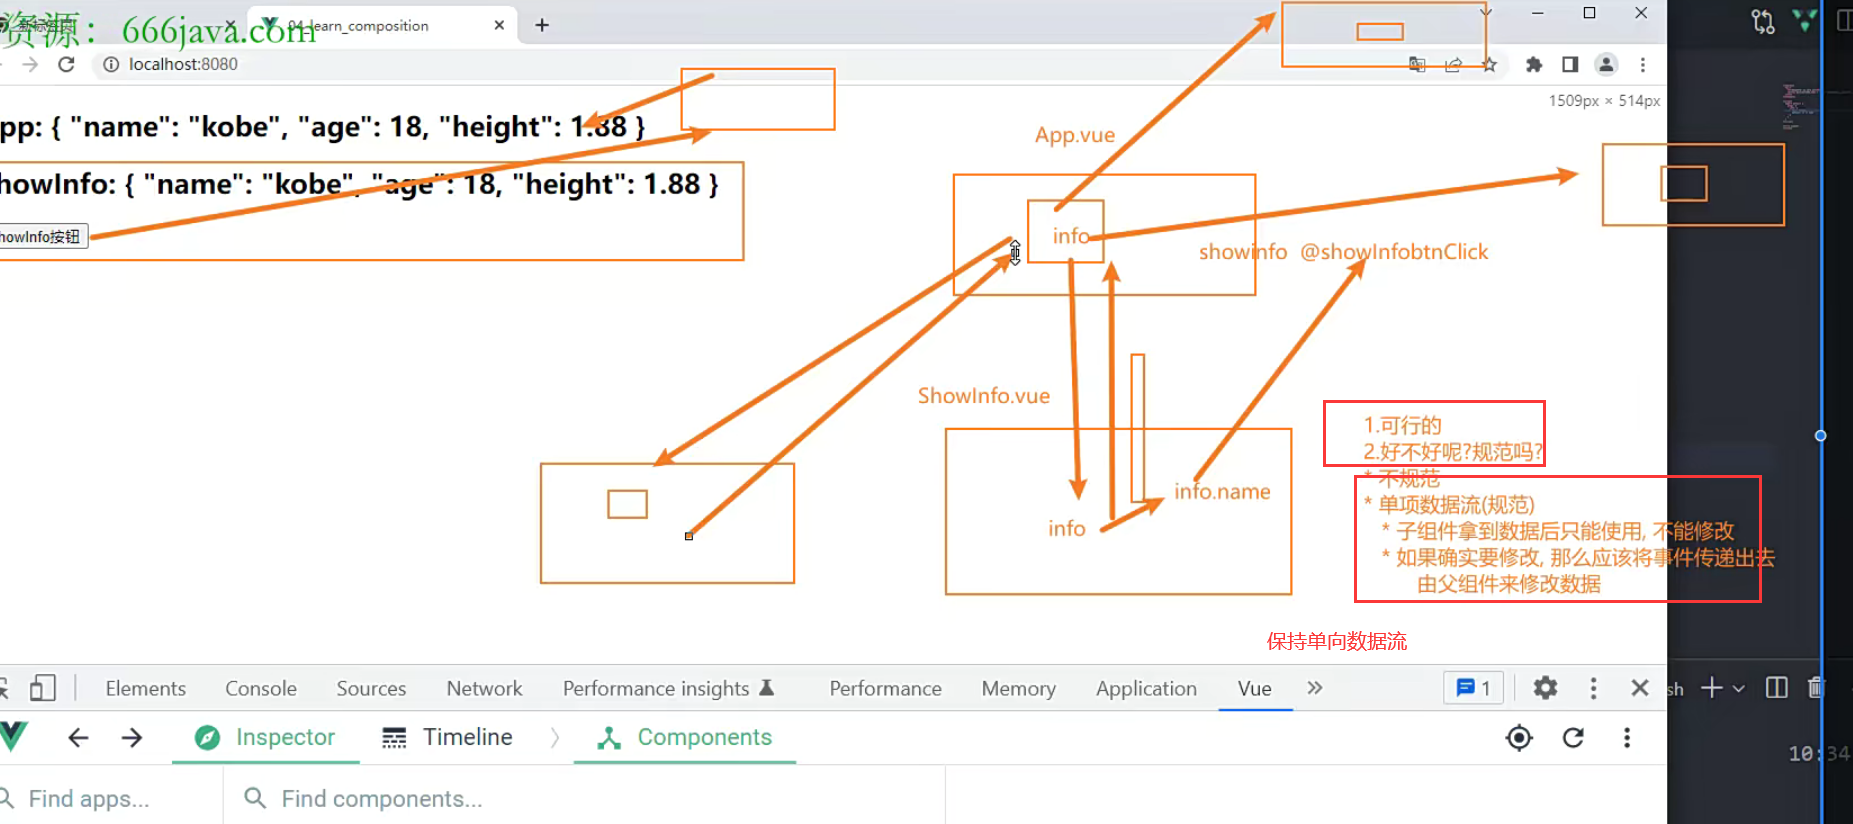 资源：666java.com
04-learn_composition
localhost:8080
1509px × 514px
pp: { "name": "kobe", "age": 18, "height": 1.88 }
App.vue
howInfo: { "name": "kobe", "age": 18, "height": 1.88 }
howInfo按钮
info
showinfo @showInfobtnClick
ShowInfo.vue
1.可行的
2.好不好呢?规范吗?
* 不规范
* 单项数据流(规范)
* 子组件拿到数据后只能使用, 不能修改
* 如果确实要修改, 那么应该将事件传递出去
由父组件来修改数据
info.name
info
保持单向数据流
Elements Console Sources Network Performance insights Performance Memory Application Vue 1
sh
Inspector Timeline Components
10:34
Find apps... Find components...